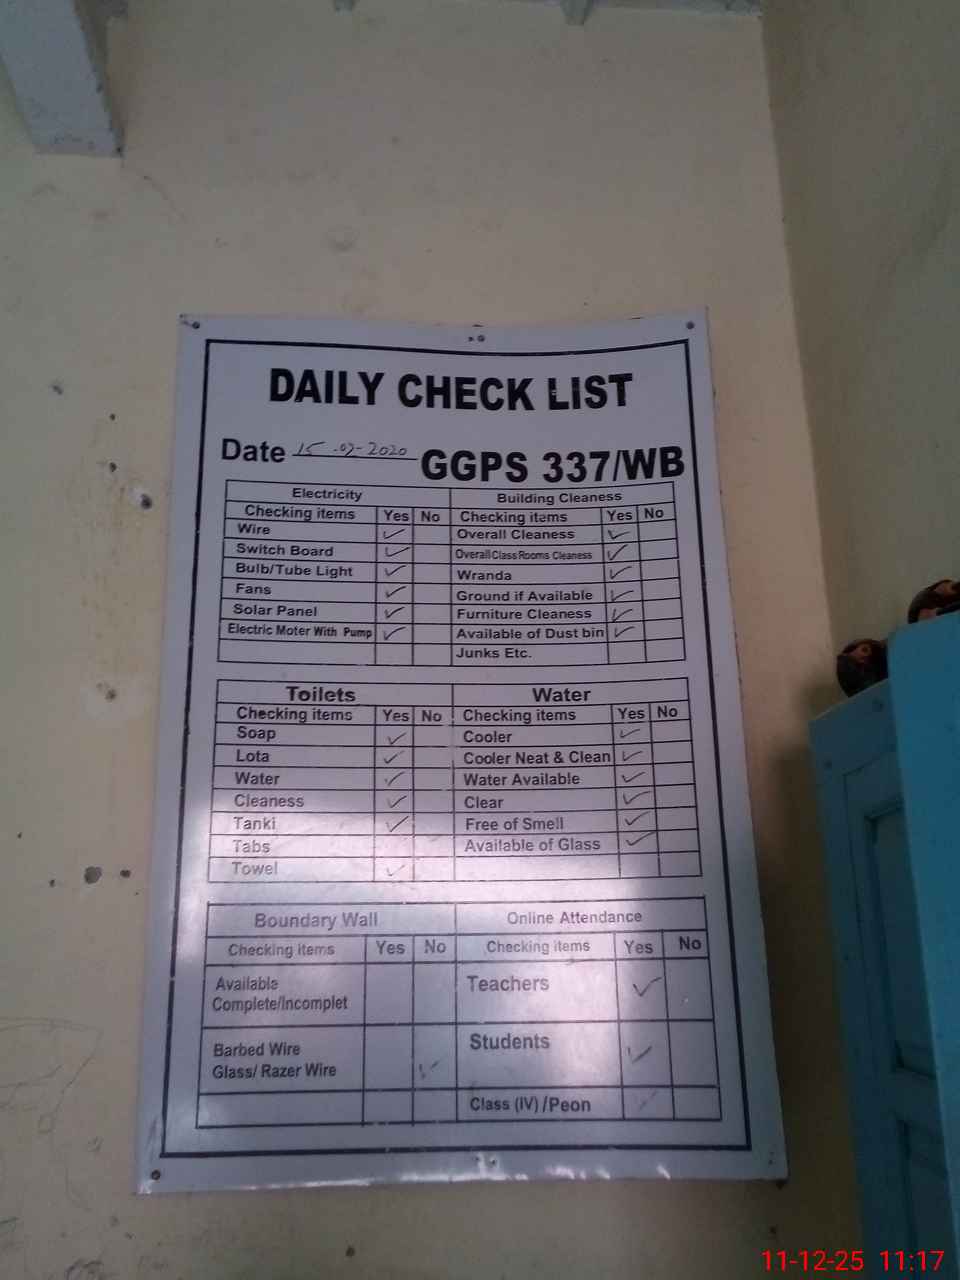 DAILY CHECK LIST
Date 15.07-2020 GGPS 337/WB
Electricity Building Cleaness
Checking items Yes No Checking items Yes No
Wire ✓ Overall Cleaness ✓
Switch Board ✓ Overall Class Rooms Cleaness ✓
Bulb/Tube Light ✓ Wranda ✓
Fans ✓ Ground if Available ✓
Solar Panel ✓ Furniture Cleaness ✓
Electric Moter With Pump ✓ Available of Dust bin ✓
Junks Etc.
Toilets Water
Checking items Yes No Checking items Yes No
Soap ✓ Cooler ✓
Lota ✓ Cooler Neat & Clean ✓
Water ✓ Water Available ✓
Cleaness ✓ Clear ✓
Tanki ✓ Free of Smell ✓
Tabs Available of Glass ✓
Towel ✓
Boundary Wall Online Attendance
Checking items Yes No Checking items Yes No
Available
Complete/Incomplet
Teachers ✓
Barbed Wire
Glass/ Razer Wire ✓
Students ✓
Class (IV) /Peon ✓
11-12-25 11:17